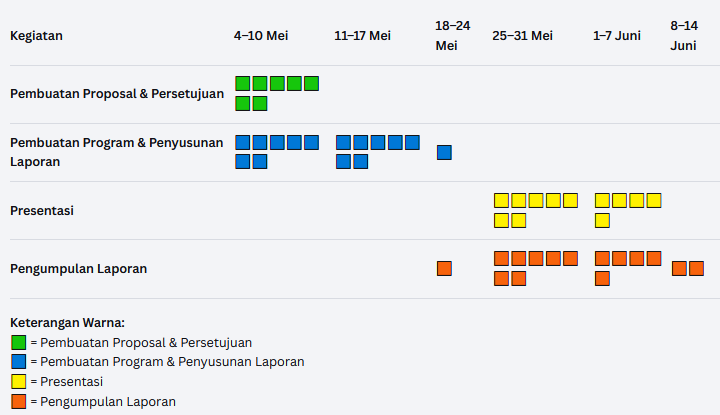 Kegiatan 4–10 Mei 11–17 Mei 18–24 Mei 25–31 Mei 1–7 Juni 8–14 Juni
Pembuatan Proposal & Persetujuan
Pembuatan Program & Penyusunan
Laporan
Presentasi
Pengumpulan Laporan
Keterangan Warna:
= Pembuatan Proposal & Persetujuan
= Pembuatan Program & Penyusunan Laporan
= Presentasi
= Pengumpulan Laporan